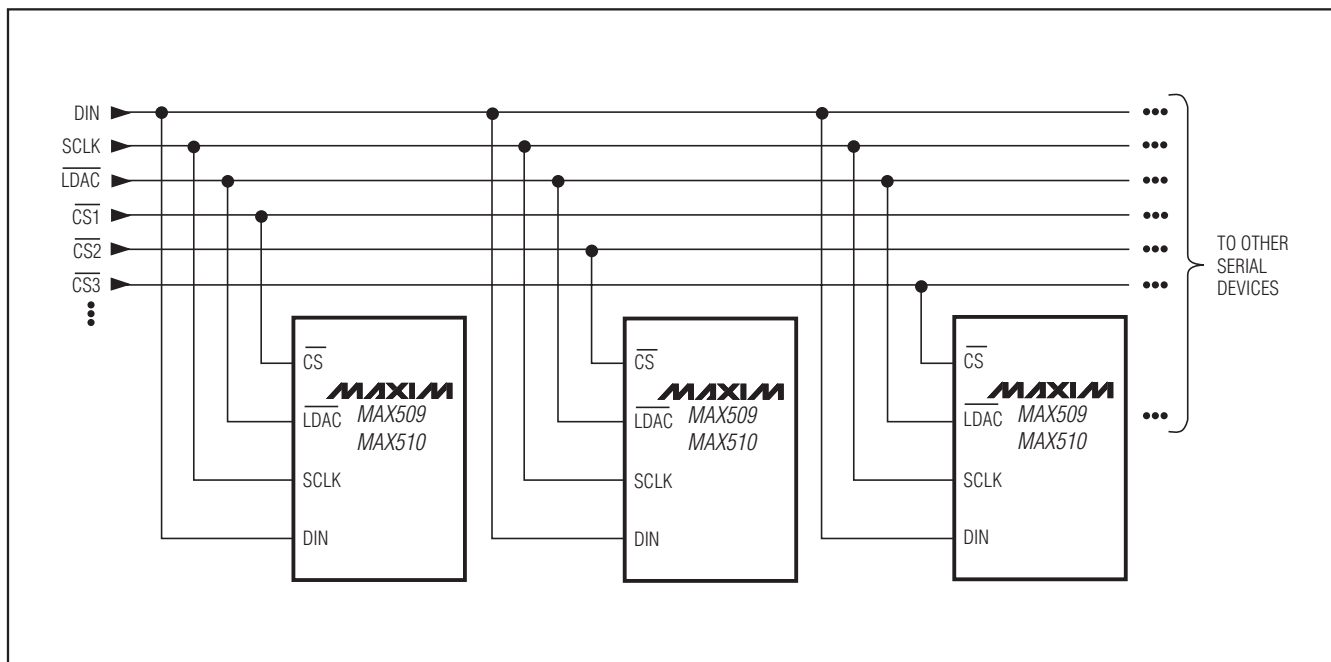 DIN
SCLK
LDAC
CS1
CS2
CS3
TO OTHER
SERIAL
DEVICES
CS
MAXIM
LDAC MAX509
MAX510
SCLK
DIN
CS
MAXIM
LDAC MAX509
MAX510
SCLK
DIN
CS
MAXIM
LDAC MAX509
MAX510
SCLK
DIN